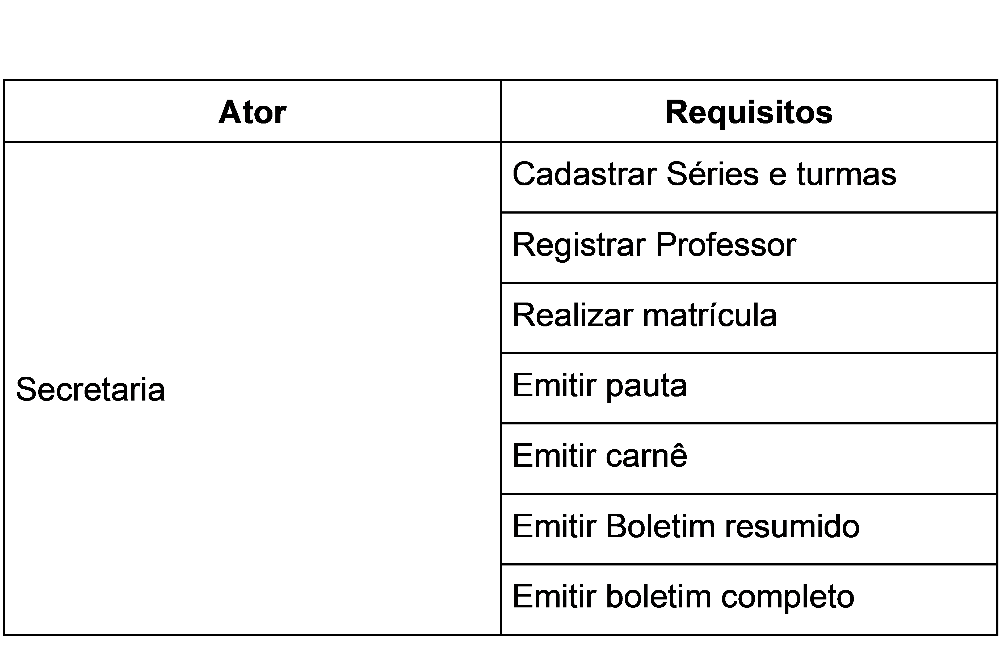 Ator
Requisitos
Cadastrar Séries e turmas
Registrar Professor
Realizar matrícula
Secretaria
Emitir pauta
Emitir carnê
Emitir Boletim resumido
Emitir boletim completo